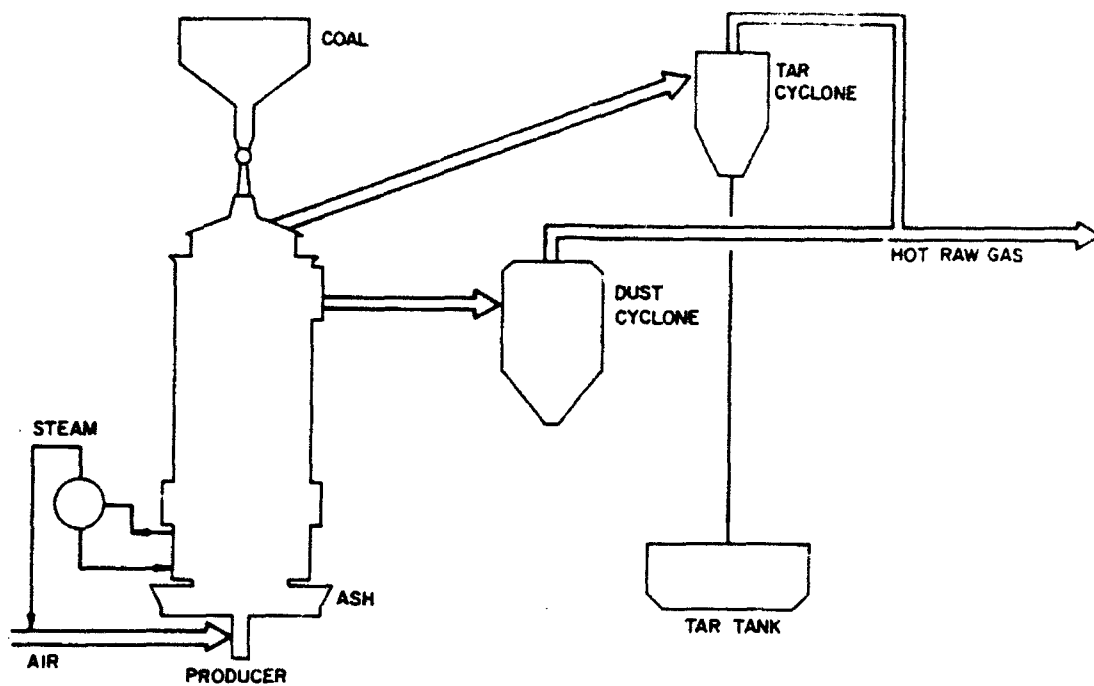 COAL
TAR
CYCLONE
HOT RAW GAS
DUST
CYCLONE
STEAM
ASH
TAR TANK
AIR
PRODUCER